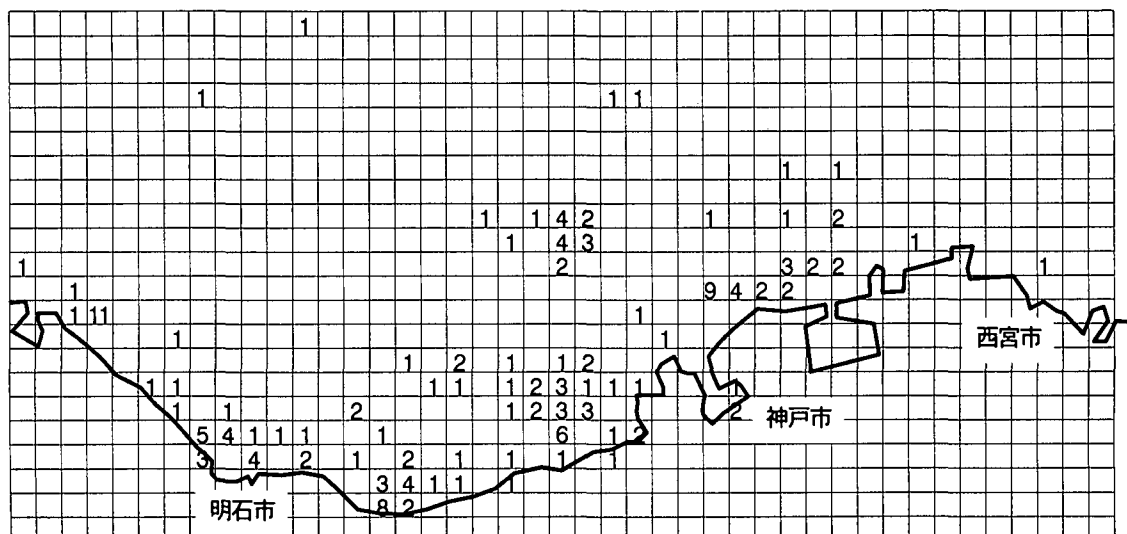 1
1 1 1
1 1
1 1 4 2 1 1 2
1 4 3 1
1 2 3 2 2 1
1 9 4 2 2
1 11 1
1 1 西宮市
1 2 1 1 2
1 1 1 1 1 2 3 1 1 1 1
1 1 2 1 2 3 3 2 神戸市
5 4 1 1 1 1 6 1 2
3 4 2 1 2 1 1 1 1
3 4 1 1 1
明石市 8 2